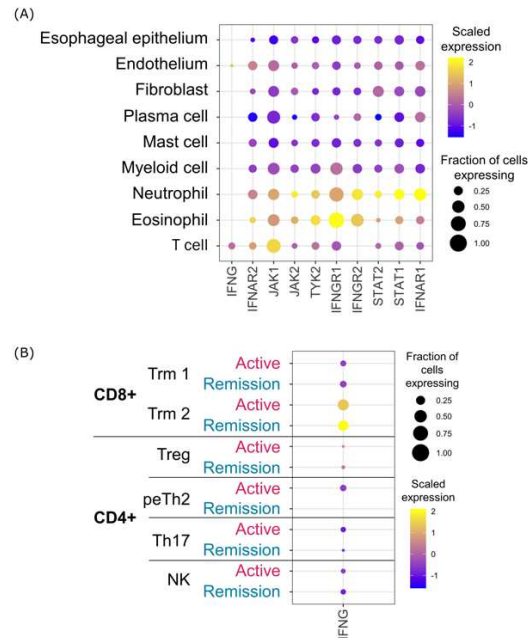 (A)
Esophageal epithelium
Endothelium
Fibroblast
Plasma cell
Mast cell
Myeloid cell
Neutrophil
Eosinophil
T cell
IFNG
IFNAR2
JAK1
JAK2
TYK2
IFNGR1
IFNGR2
STAT2
STAT1
IFNAR1
Scaled
expression
2
1
0
-1
Fraction of cells
expressing
0.25
0.50
0.75
1.00
(B)
CD8+
Trm 1
Active
Remission
Trm 2
Active
Remission
CD4+
Treg
Active
Remission
peTh2
Active
Remission
Th17
Active
Remission
NK
Active
Remission
IFNG
Fraction of
cells
expressing
0.25
0.50
0.75
1.00
Scaled
expression
2
1
0
-1